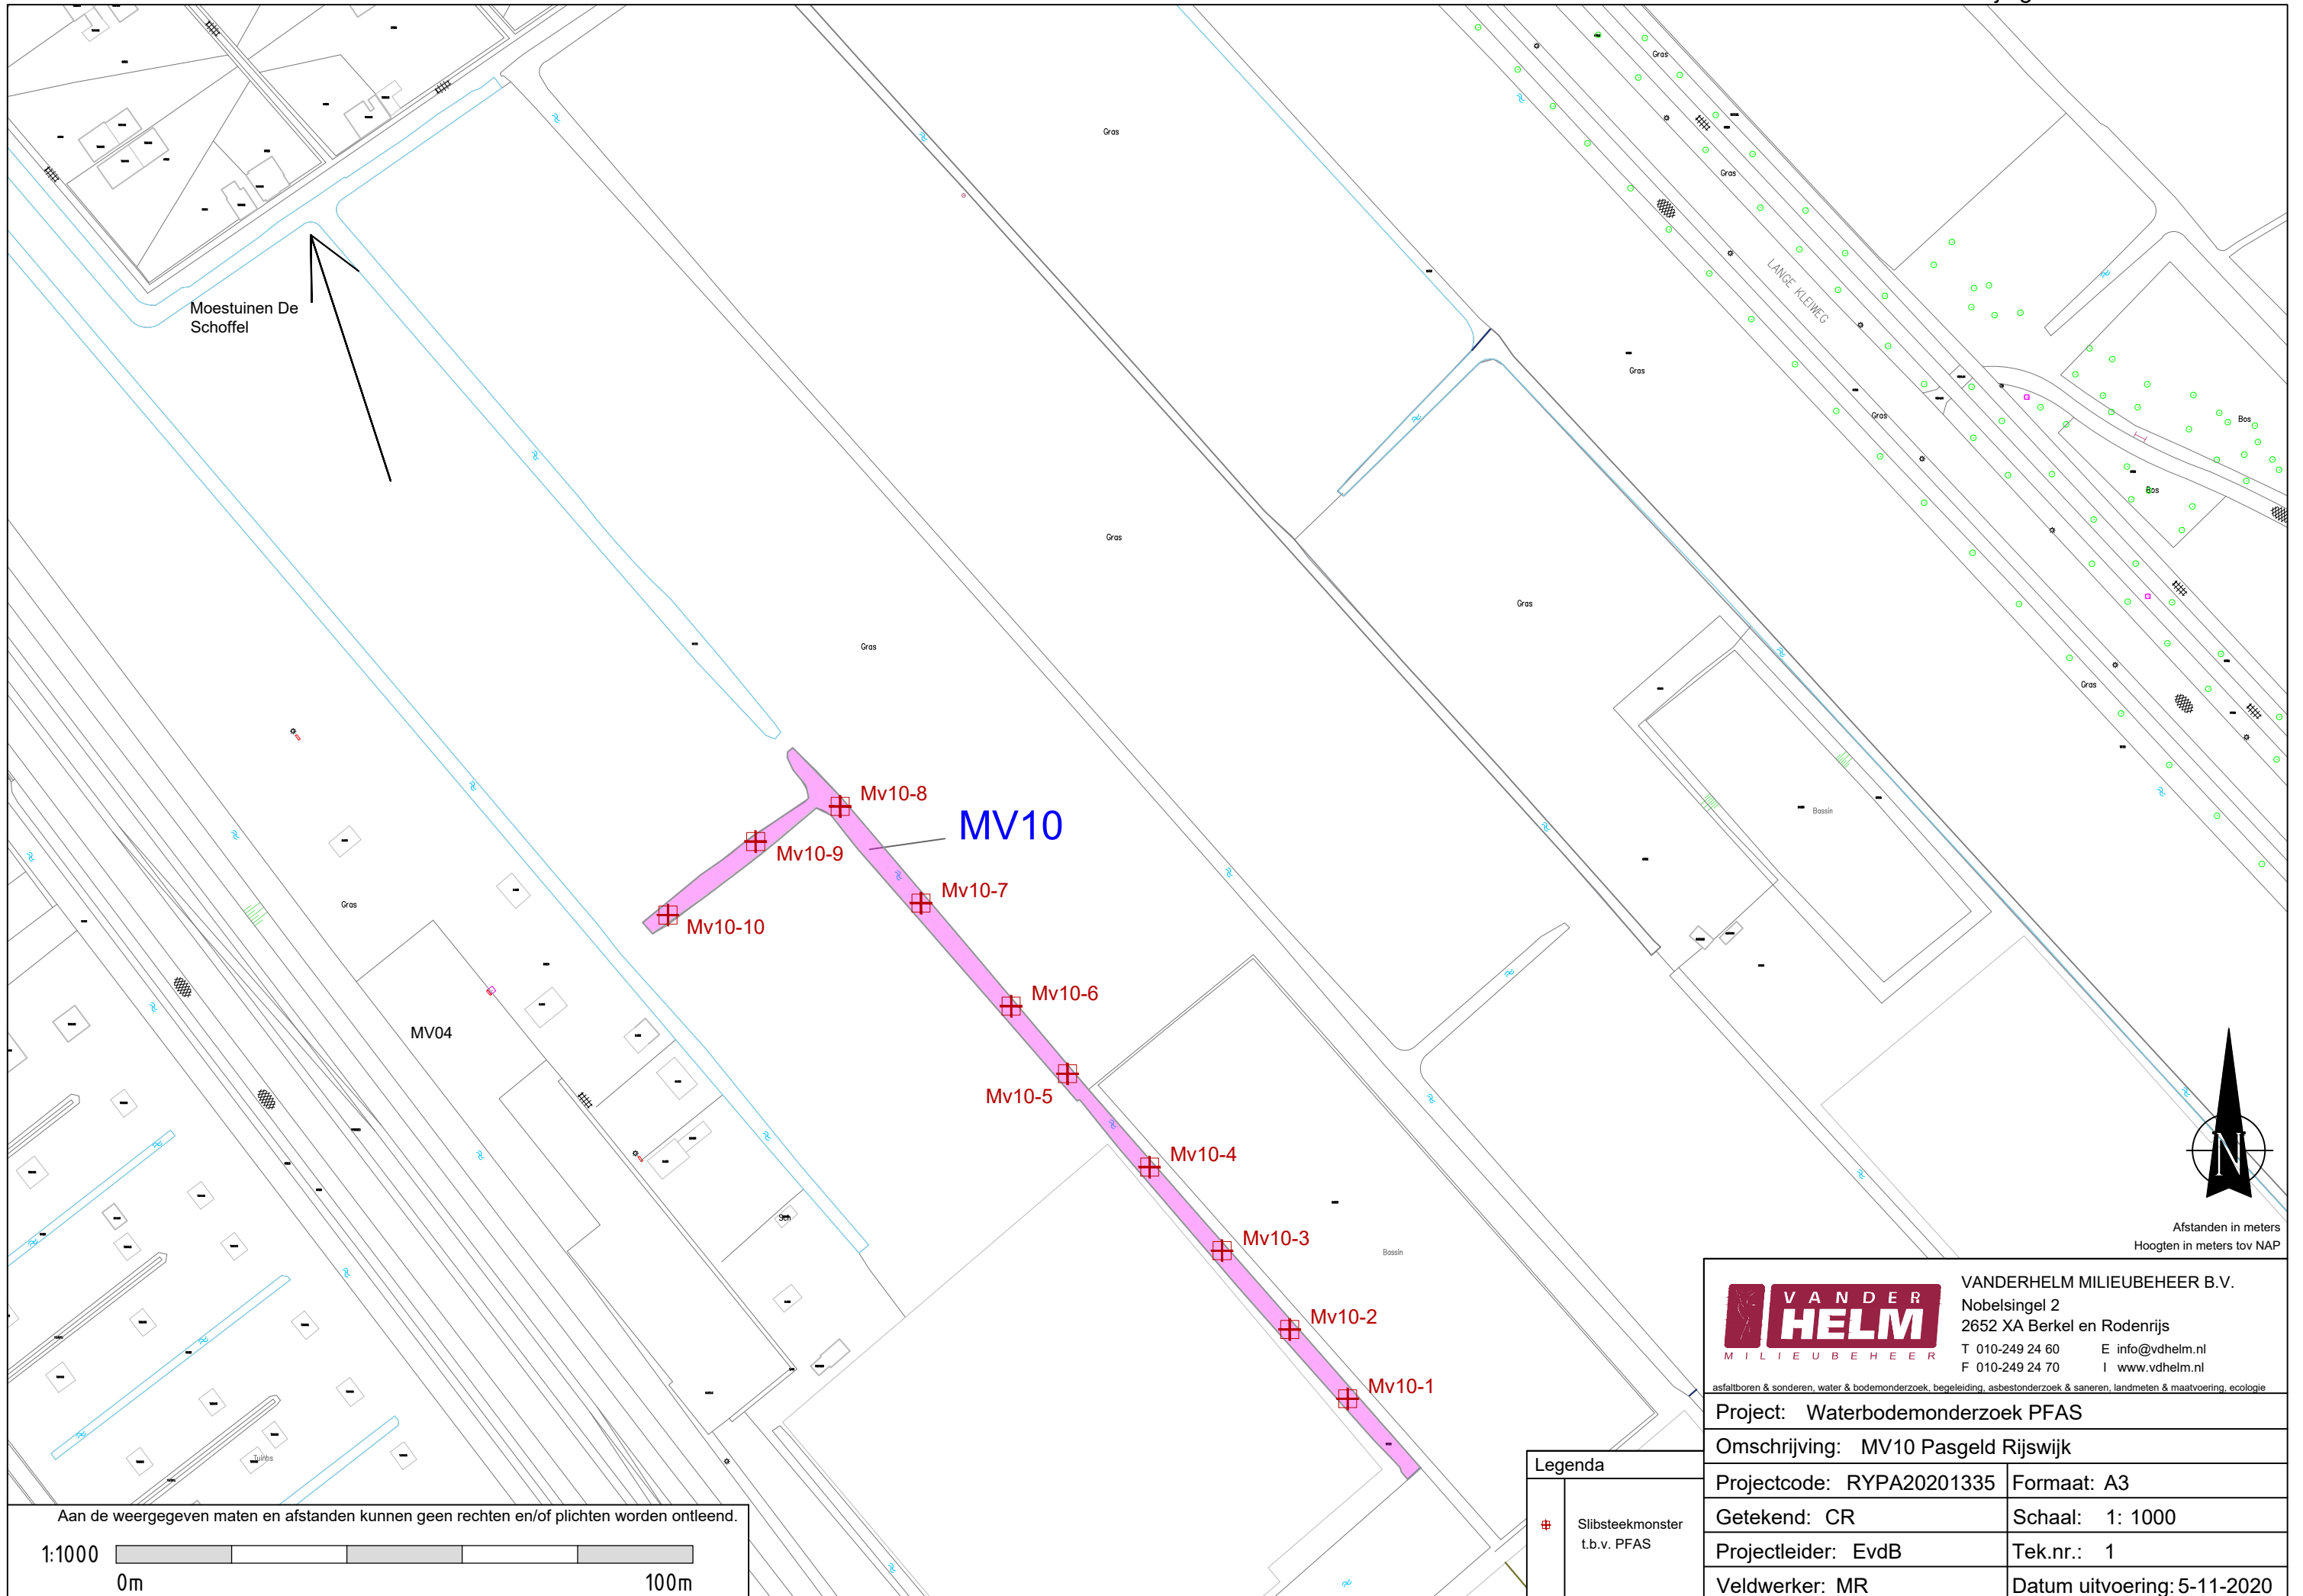 Gras
Gras
Gras
LANGE KLEIWEG
Moestuinen De
Schoffel
Gras
Gras
Bos
Bos
Gras
Gras
Gras
Gras
Mv10-8
MV10
Bassin
Mv10-9
Mv10-7
Gras
Mv10-10
Mv10-6
MV04
Mv10-5
Mv10-4
N
Sch
Mv10-3
Bassin
Afstanden in meters
Hoogten in meters tov NAP
Mv10-2
Mv10-1
Tuinbs
VANDER
HELM
MILIEUBEHEER
VANDERHELM MILIEUBEHEER B.V.
Nobelsingel 2
2652 XA Berkel en Rodenrijs
T 010-249 24 60 E info@vdhelm.nl
F 010-249 24 70 I www.vdhelm.nl
asfaltboren & sonderen, water & bodemonderzoek, begeleiding, asbestonderzoek & saneren, landmeten & maatvoering, ecologie
Project: Waterbodemonderzoek PFAS
Omschrijving: MV10 Pasgeld Rijswijk
Projectcode: RYPA20201335 Formaat: A3
Getekend: CR Schaal: 1: 1000
Projectleider: EvdB Tek.nr.: 1
Veldwerker: MR Datum uitvoering: 5-11-2020
Legenda
Slibsteekmonster
t.b.v. PFAS
Aan de weergegeven maten en afstanden kunnen geen rechten en/of plichten worden ontleend.
1:1000
0m 100m